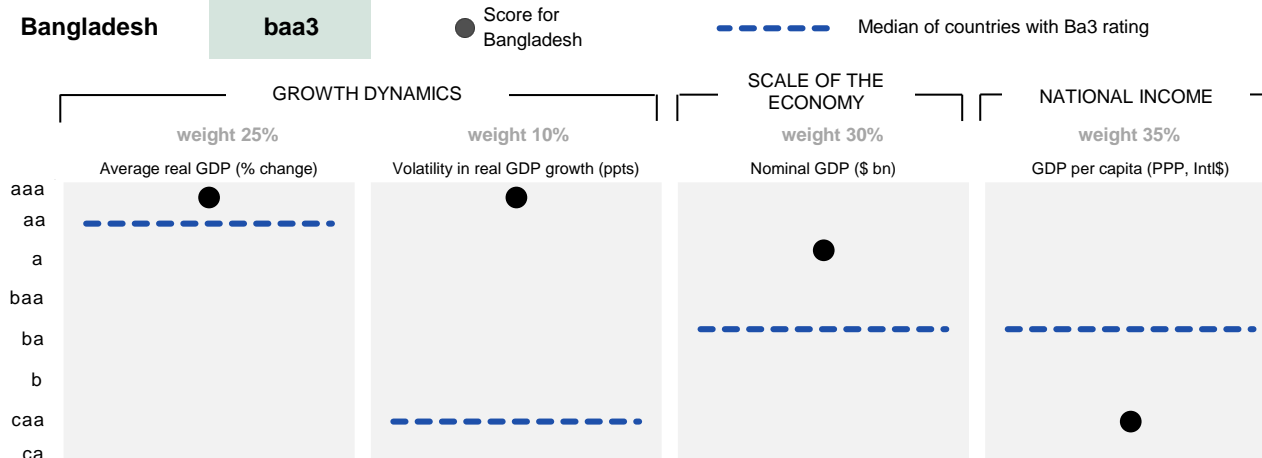 Bangladesh
baa3
Score for
Bangladesh
Median of countries with Ba3 rating
GROWTH DYNAMICS
SCALE OF THE
ECONOMY
NATIONAL INCOME
weight 25%
weight 10%
weight 30%
weight 35%
Average real GDP (% change)
Volatility in real GDP growth (ppts)
Nominal GDP ($ bn)
GDP per capita (PPP, Intl$)
aaa
aa
a
baa
ba
b
caa
ca